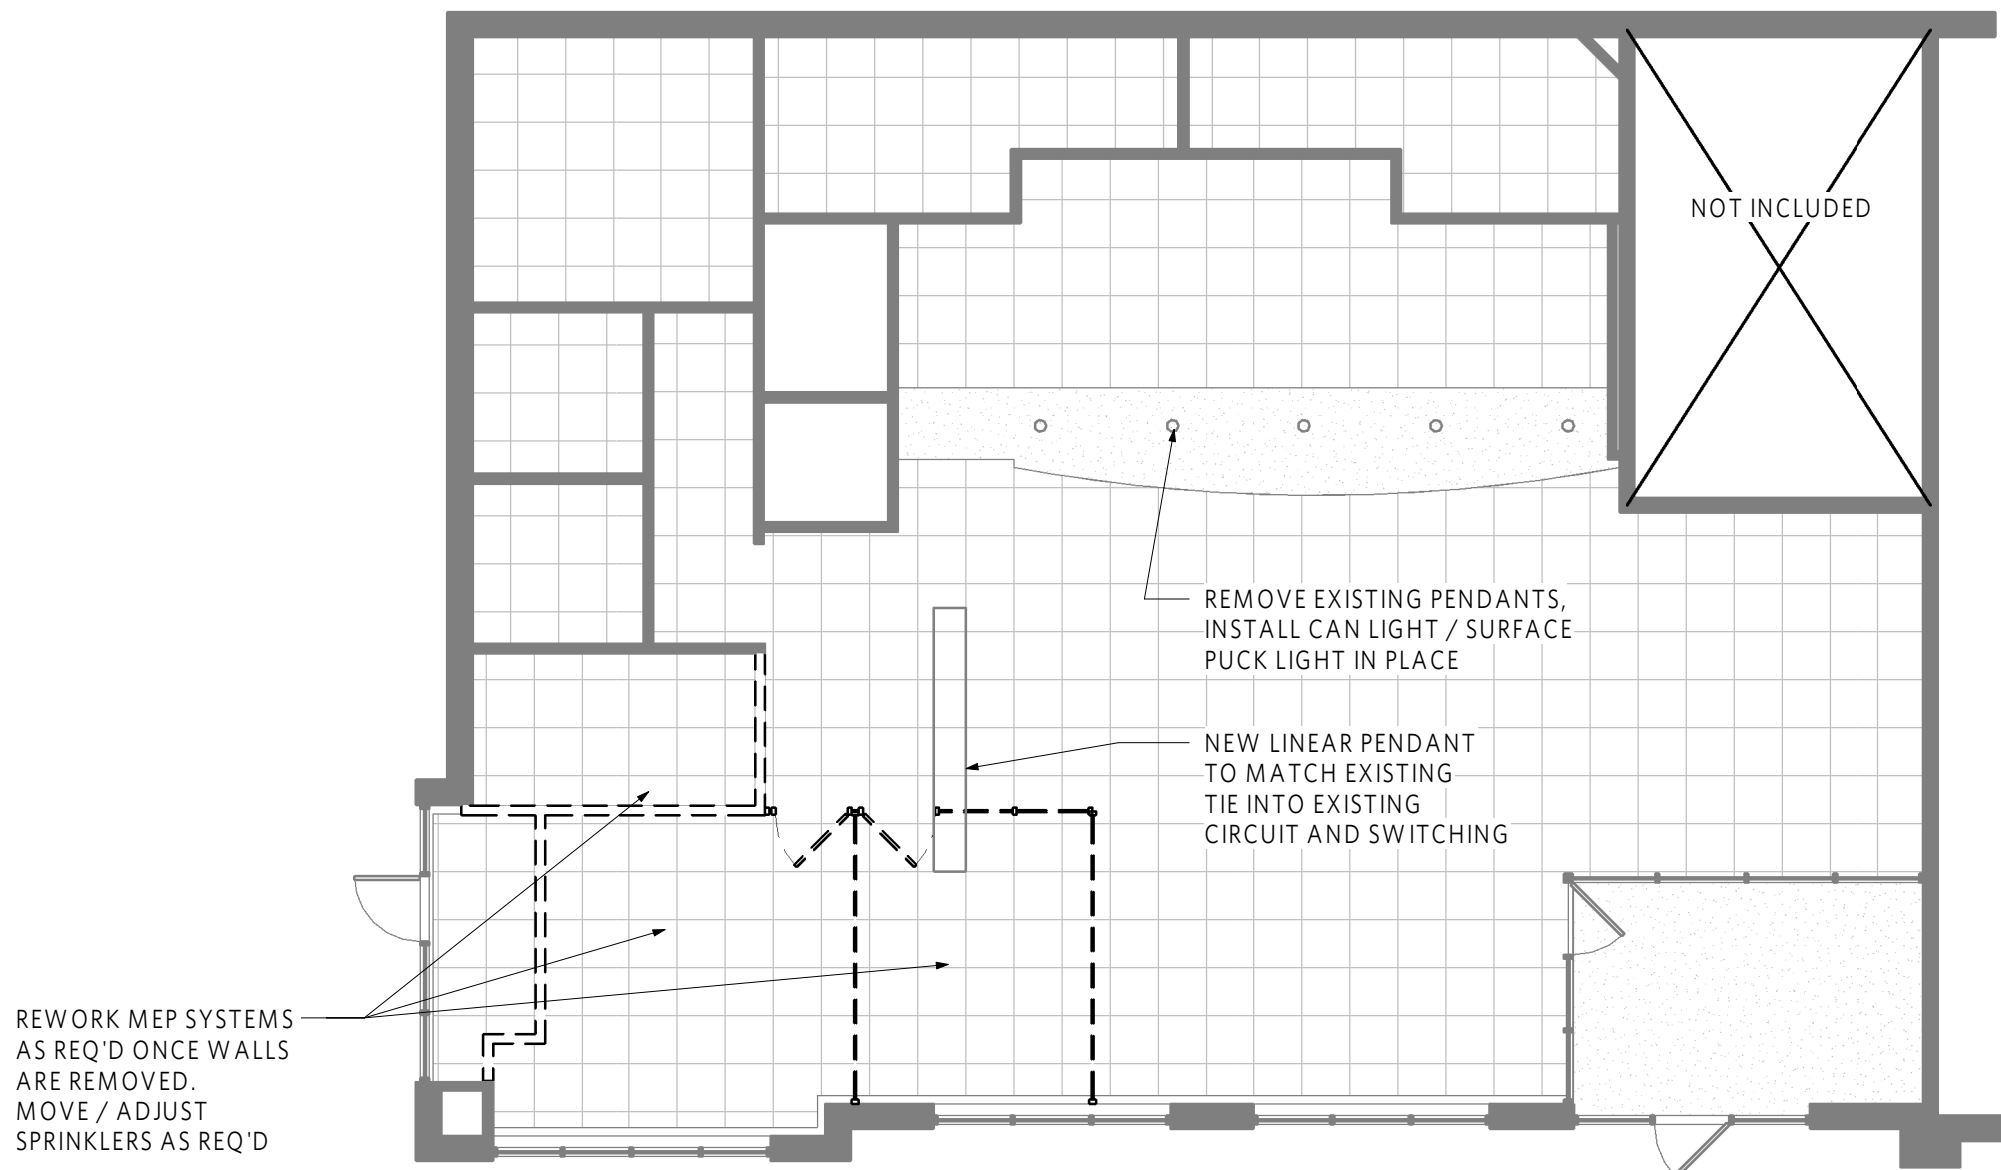 NOT INCLUDED
REMOVE EXISTING PENDANTS,
INSTALL CAN LIGHT / SURFACE
PUCK LIGHT IN PLACE
NEW LINEAR PENDANT
TO MATCH EXISTING
TIE INTO EXISTING
CIRCUIT AND SWITCHING
REWORK MEP SYSTEMS
AS REQ'D ONCE WALLS
ARE REMOVED.
MOVE / ADJUST
SPRINKLERS AS REQ'D